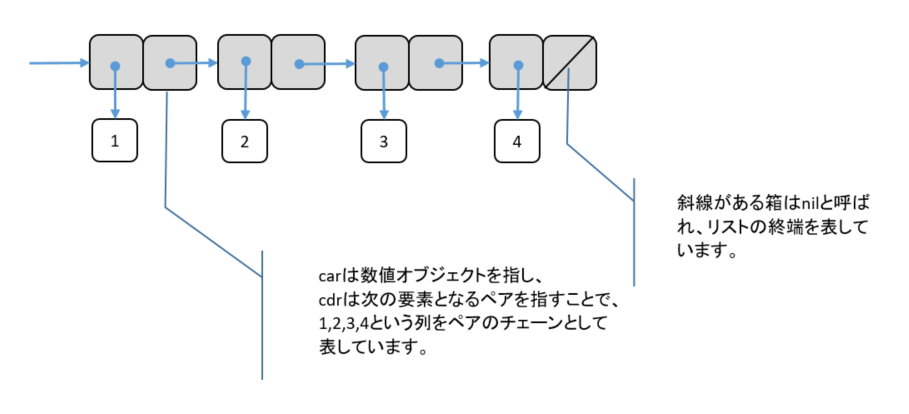 1
2
3
4
斜線がある箱はnilと呼ば
れ、リストの終端を表して
います。
carは数値オブジェクトを指し、
cdrは次の要素となるペアを指すことで、
1,2,3,4という列をペアのチェーンとして
表しています。